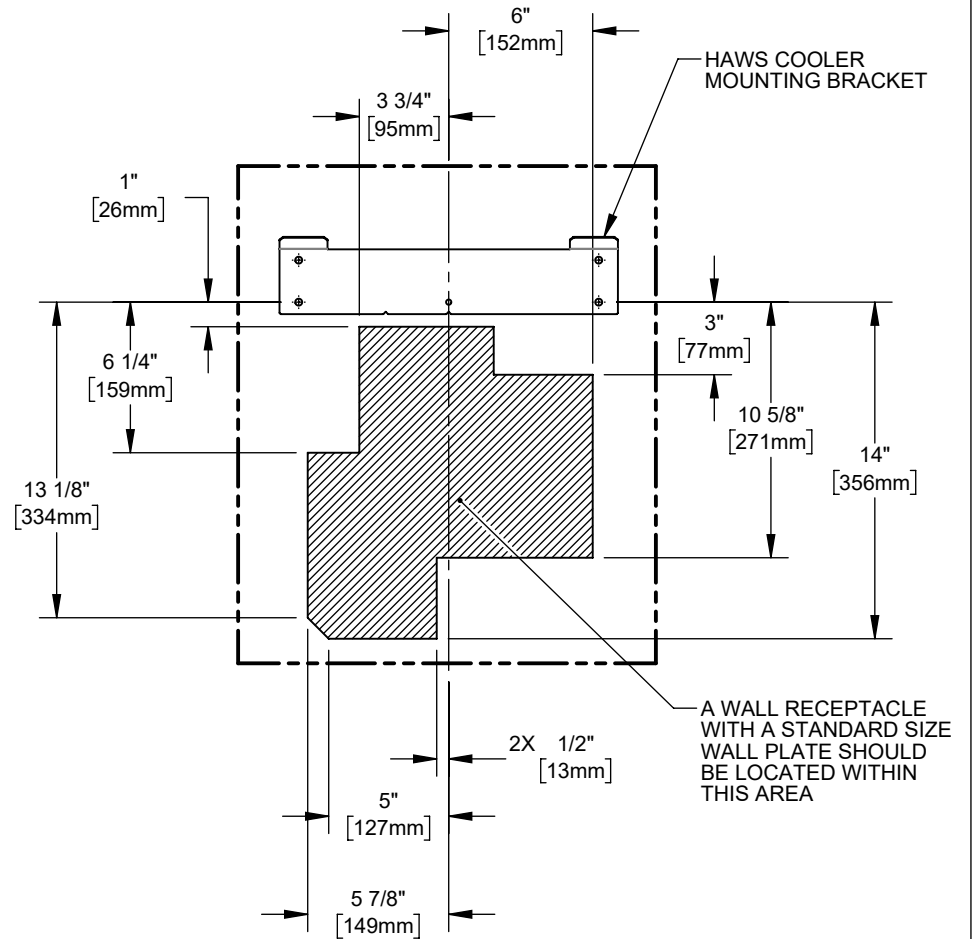 6"
[152mm]
HAWS COOLER
MOUNTING BRACKET
3 3/4"
[95mm]
1"
[26mm]
3"
[77mm]
6 1/4"
[159mm]
10 5/8"
[271mm]
14"
[356mm]
13 1/8"
[334mm]
A WALL RECEPTACLE
WITH A STANDARD SIZE
WALL PLATE SHOULD
BE LOCATED WITHIN
THIS AREA
2X 1/2"
[13mm]
5"
[127mm]
5 7/8"
[149mm]